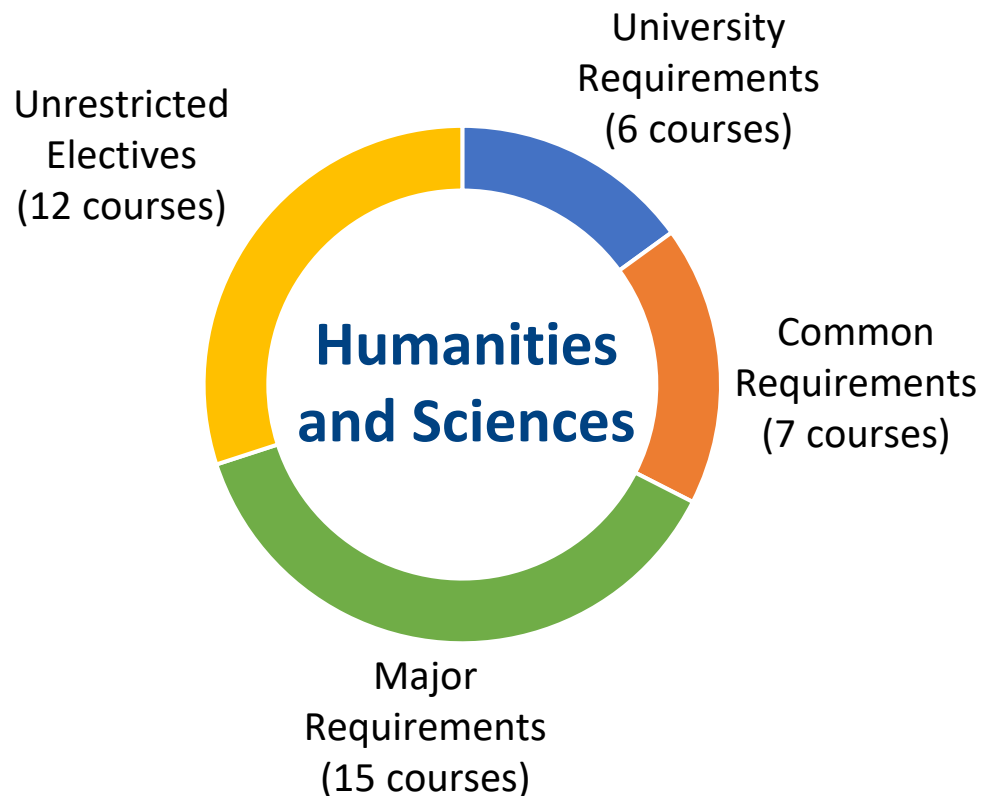 University
Requirements
(6 courses)
Unrestricted
Electives
(12 courses)
Humanities
and Sciences
Common
Requirements
(7 courses)
Major
Requirements
(15 courses)